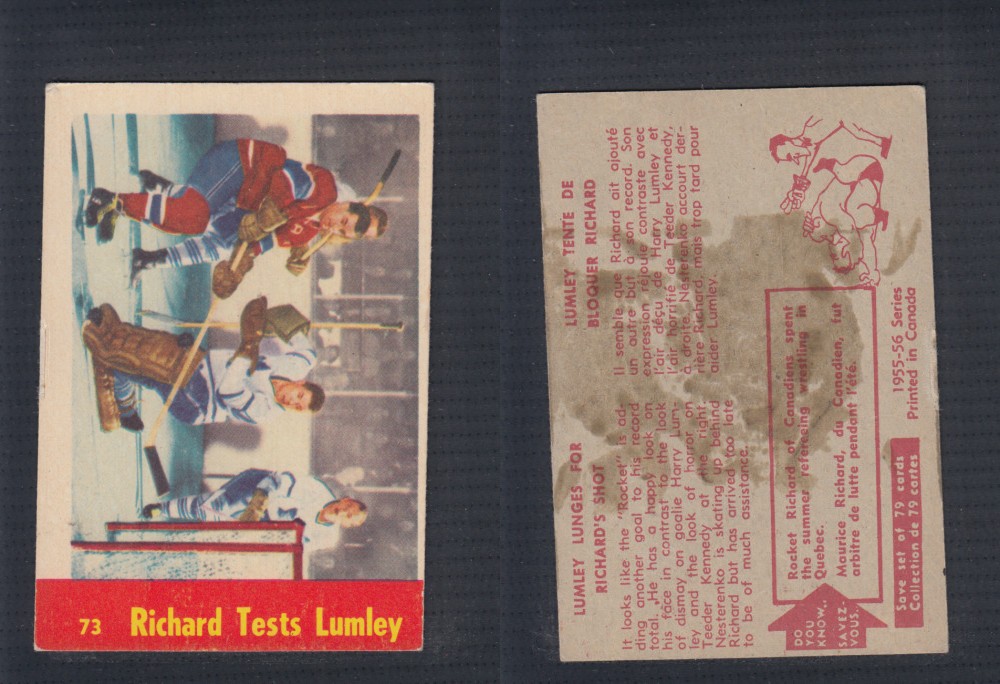 73 Richard Tests Lumley
LUMLEY LUNGES FOR
RICHARD'S SHOT
It looks like the "Rocket" is ad-
ding another goal to his record
total. He has a happy look on
his face in contrast to the look
of dismay on goalie Harry Lum-
ley and the look of horror on
Teeder Kennedy at the right.
Nesterenko is skating up behind
Richard but has arrived too late
to be of much assistance.
LUMLEY TENTE DE
BLOQUER RICHARD
Il semble que Richard ait ajouté
un autre but à son record. Son
expression réjouie contraste avec
l'air déçu de Harry Lumley et
l'air horrifié de Teeder Kennedy,
à droite. Nesterenko accourt der-
rière Richard, mais trop tard pour
aider Lumley.
DO
YOU
KNOW..
SAVEZ-
VOUS..
Rocket Richard of Canadiens spent
the summer refereeing wrestling in
Quebec.
Maurice Richard, du Canadien, fut
arbitre de lutte pendant l'été.
Save set of 79 cards
Collection de 79 cartes
1955-56 Series
Printed in Canada